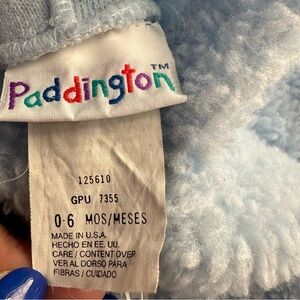 Paddington™
125610
GPU 7355
0-6 MOS/MESES
MADE IN U.S.A.
HECHO EN EE. UU.
CARE / CONTENT OVER
VER AL DORSO PARA /
FIBRAS / CUIDADO